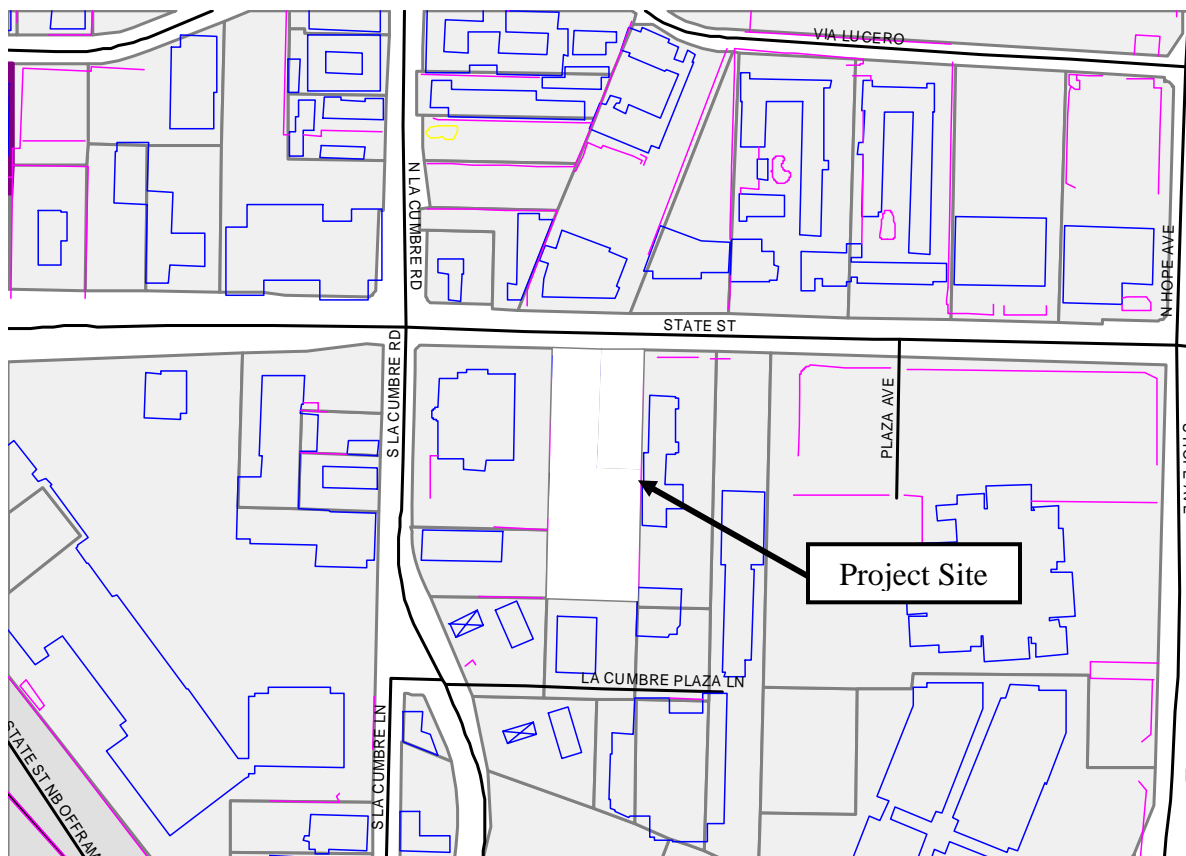 VIA LUCERO
N LA CUMBRE RD
N HOPE AVE
STATE ST
S LA CUMBRE RD
PLAZA AVE
Project Site
LA CUMBRE PLAZA LN
S LA CUMBRE LN
STATE ST NB OFFRAM